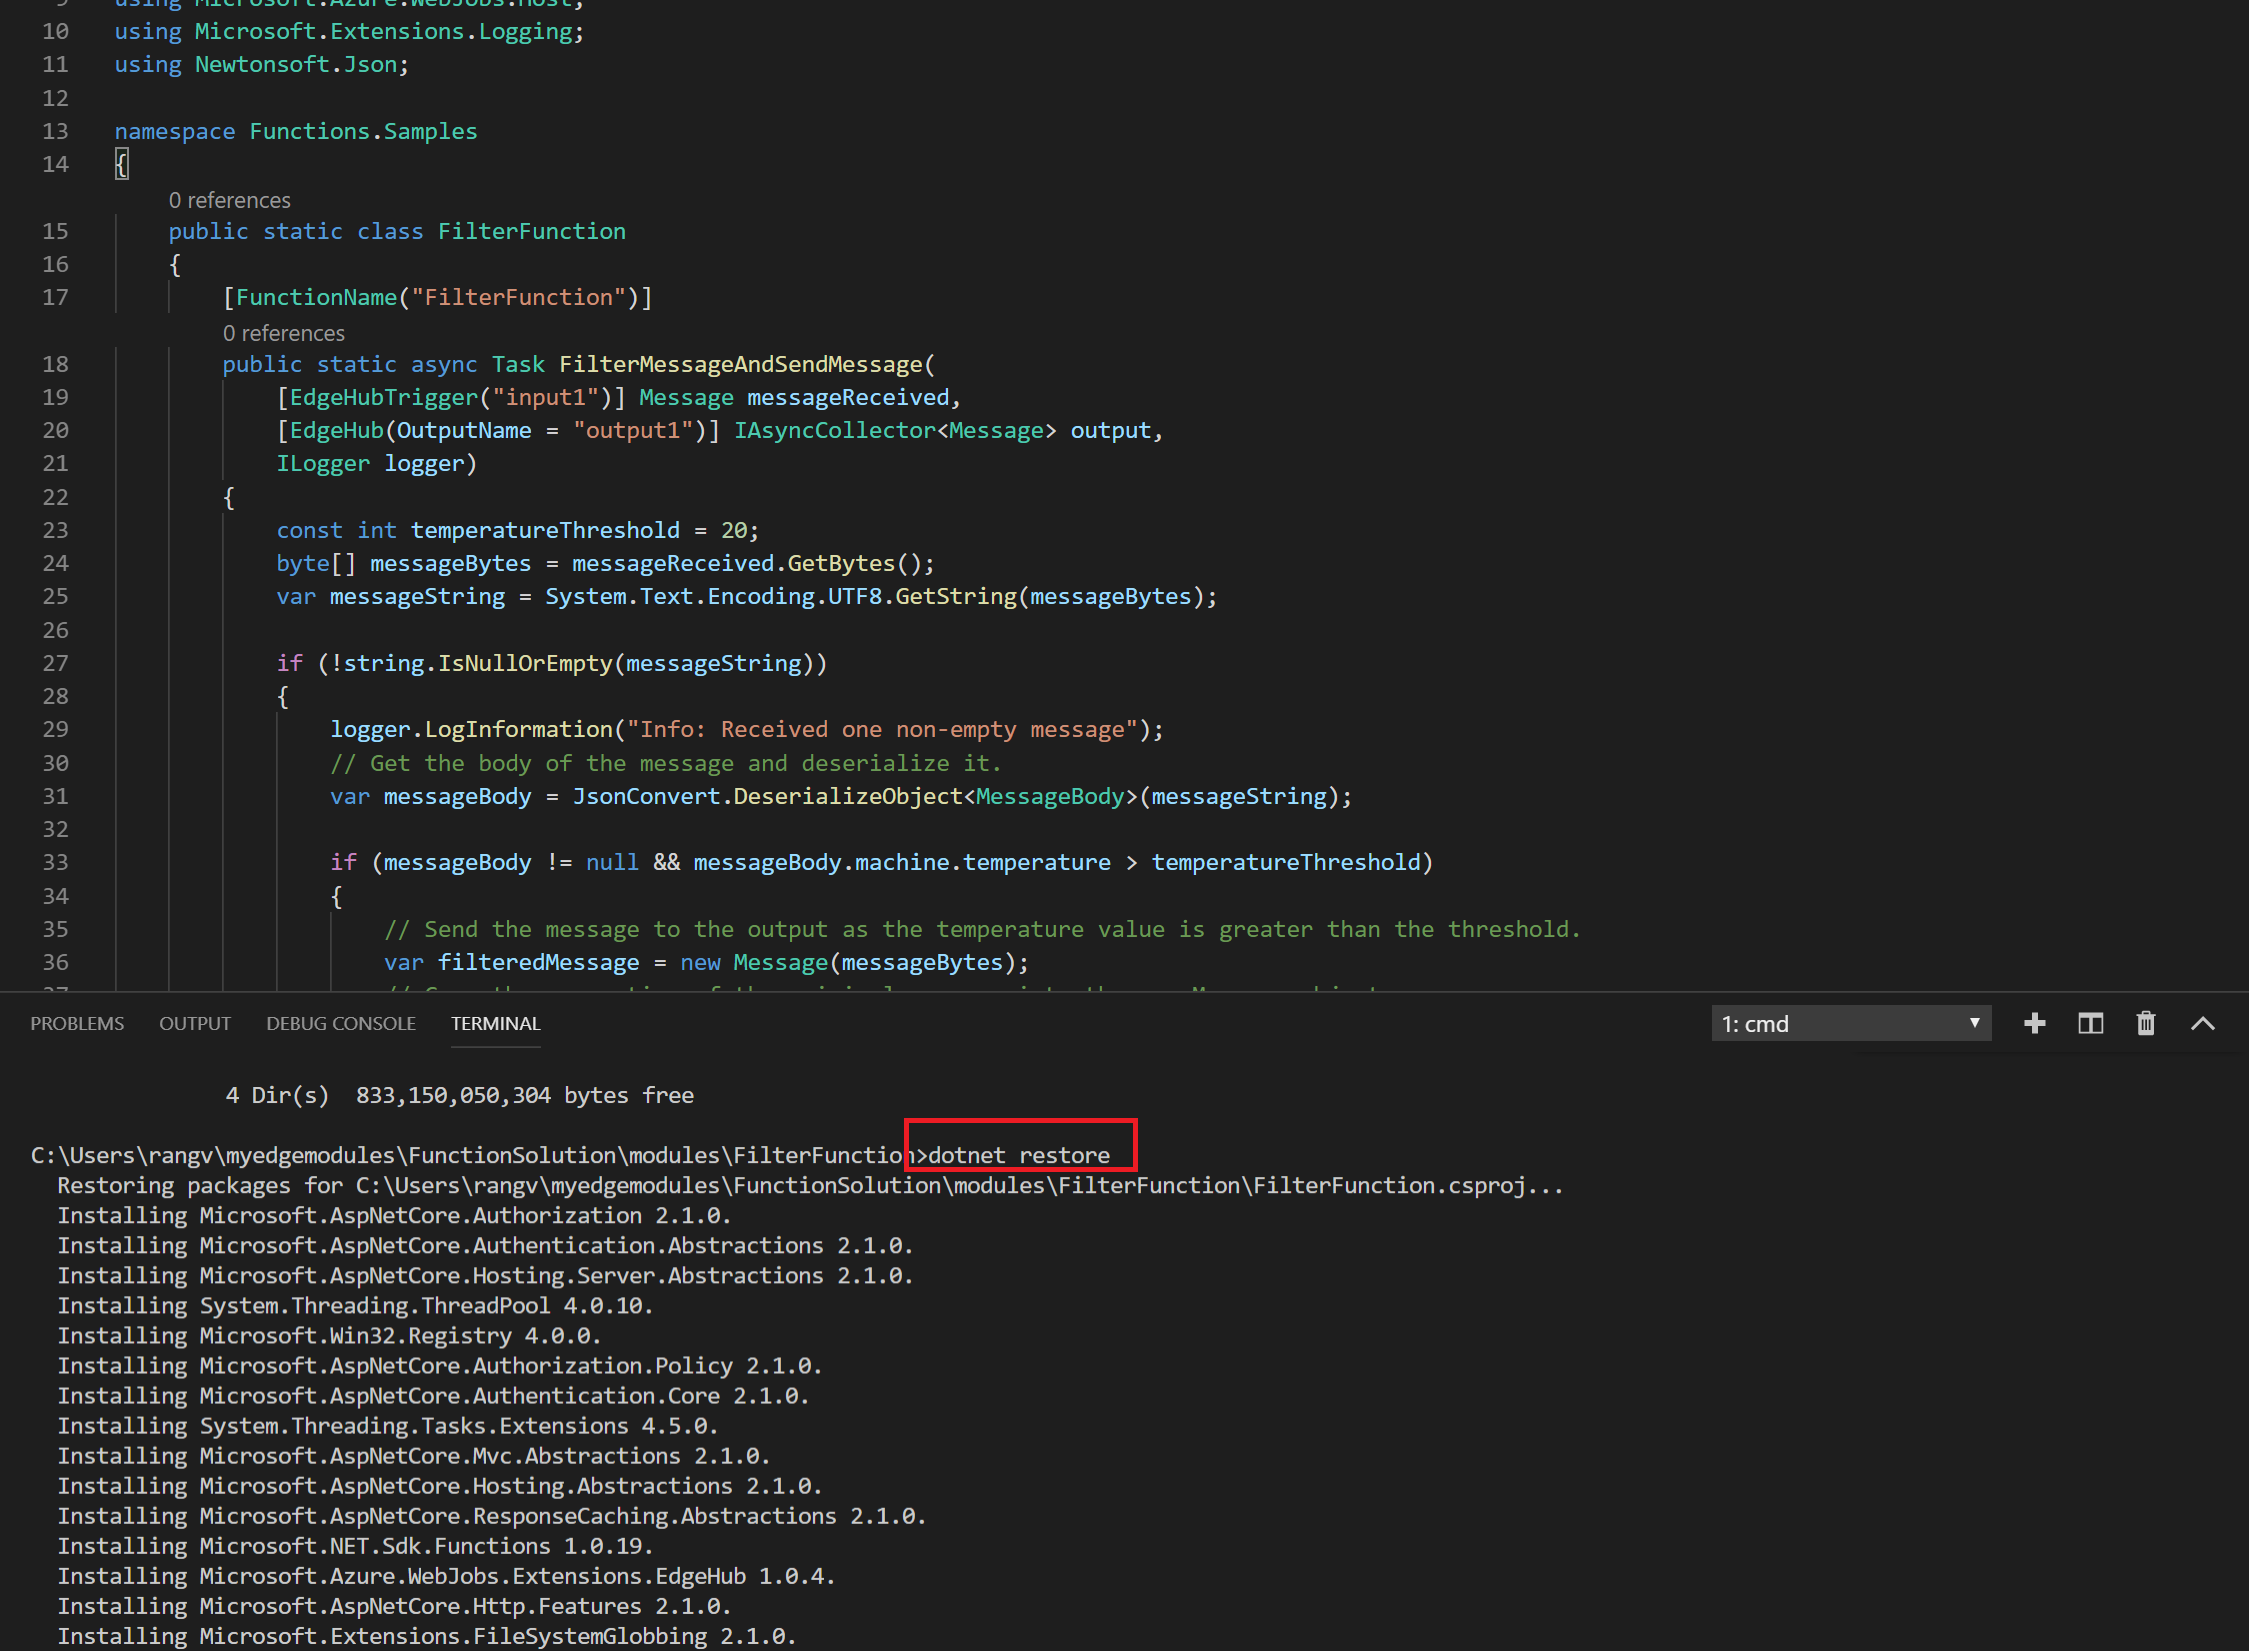 9 using Microsoft.Azure.WebJobs.Host;
10 using Microsoft.Extensions.Logging;
11 using Newtonsoft.Json;
12
13 namespace Functions.Samples
14 {
0 references
15 public static class FilterFunction
16 {
17 [FunctionName("FilterFunction")]
0 references
18 public static async Task FilterMessageAndSendMessage(
19 [EdgeHubTrigger("input1")] Message messageReceived,
20 [EdgeHub(OutputName = "output1")] IAsyncCollector<Message> output,
21 ILogger logger)
22 {
23 const int temperatureThreshold = 20;
24 byte[] messageBytes = messageReceived.GetBytes();
25 var messageString = System.Text.Encoding.UTF8.GetString(messageBytes);
26
27 if (!string.IsNullOrEmpty(messageString))
28 {
29 logger.LogInformation("Info: Received one non-empty message");
30 // Get the body of the message and deserialize it.
31 var messageBody = JsonConvert.DeserializeObject<MessageBody>(messageString);
32
33 if (messageBody != null && messageBody.machine.temperature > temperatureThreshold)
34 {
35 // Send the message to the output as the temperature value is greater than the threshold.
36 var filteredMessage = new Message(messageBytes);
PROBLEMS OUTPUT DEBUG CONSOLE TERMINAL 1: cmd
4 Dir(s) 833,150,050,304 bytes free
C:\Users\rangv\myedgemodules\FunctionSolution\modules\FilterFunction>dotnet restore
Restoring packages for C:\Users\rangv\myedgemodules\FunctionSolution\modules\FilterFunction\FilterFunction.csproj...
Installing Microsoft.AspNetCore.Authorization 2.1.0.
Installing Microsoft.AspNetCore.Authentication.Abstractions 2.1.0.
Installing Microsoft.AspNetCore.Hosting.Server.Abstractions 2.1.0.
Installing System.Threading.ThreadPool 4.0.10.
Installing Microsoft.Win32.Registry 4.0.0.
Installing Microsoft.AspNetCore.Authorization.Policy 2.1.0.
Installing Microsoft.AspNetCore.Authentication.Core 2.1.0.
Installing System.Threading.Tasks.Extensions 4.5.0.
Installing Microsoft.AspNetCore.Mvc.Abstractions 2.1.0.
Installing Microsoft.AspNetCore.Hosting.Abstractions 2.1.0.
Installing Microsoft.AspNetCore.ResponseCaching.Abstractions 2.1.0.
Installing Microsoft.NET.Sdk.Functions 1.0.19.
Installing Microsoft.Azure.WebJobs.Extensions.EdgeHub 1.0.4.
Installing Microsoft.AspNetCore.Http.Features 2.1.0.
Installing Microsoft.Extensions.FileSystemGlobbing 2.1.0.